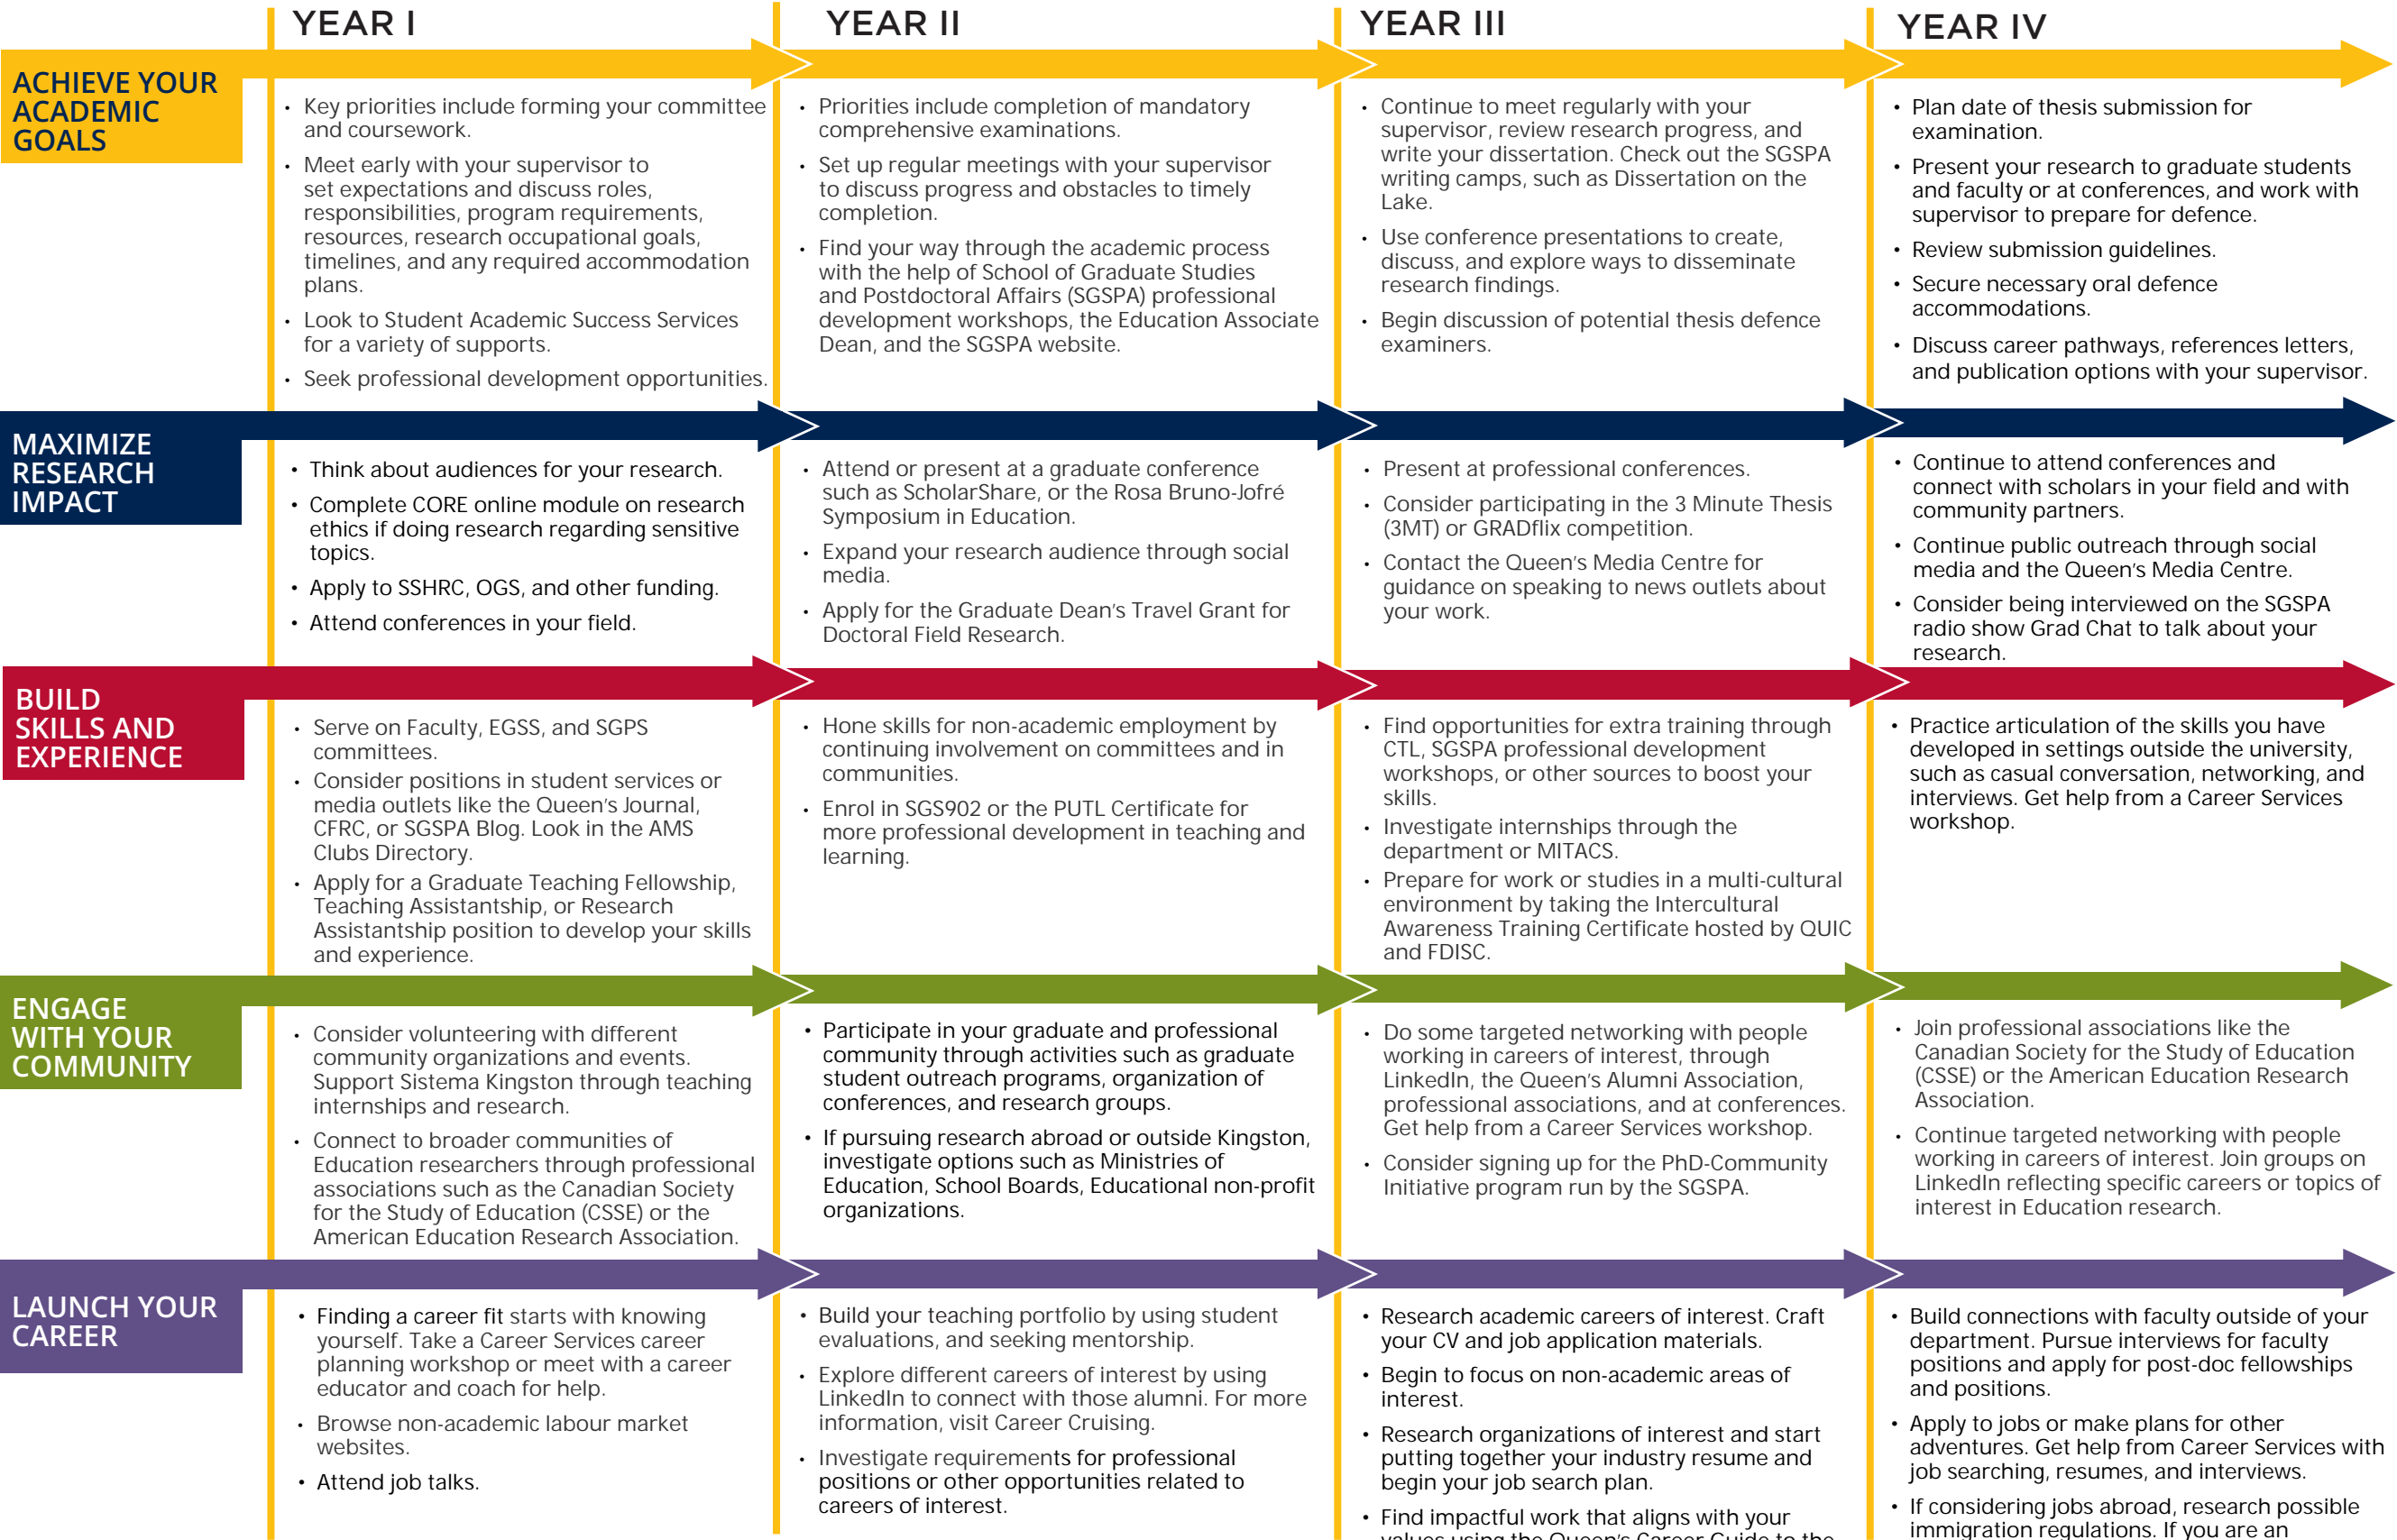 YEAR I
YEAR II
YEAR III
YEAR IV
ACHIEVE YOUR
ACADEMIC
GOALS
• Key priorities include forming your committee
and coursework.
• Meet early with your supervisor to
set expectations and discuss roles,
responsibilities, program requirements,
resources, research occupational goals,
timelines, and any required accommodation
plans.
• Look to Student Academic Success Services
for a variety of supports.
• Seek professional development opportunities.
• Priorities include completion of mandatory
comprehensive examinations.
• Set up regular meetings with your supervisor
to discuss progress and obstacles to timely
completion.
• Find your way through the academic process
with the help of School of Graduate Studies
and Postdoctoral Affairs (SGSPA) professional
development workshops, the Education Associate
Dean, and the SGSPA website.
• Continue to meet regularly with your
supervisor, review research progress, and
write your dissertation. Check out the SGSPA
writing camps, such as Dissertation on the
Lake.
• Use conference presentations to create,
discuss, and explore ways to disseminate
research findings.
• Begin discussion of potential thesis defence
examiners.
• Plan date of thesis submission for
examination.
• Present your research to graduate students
and faculty or at conferences, and work with
supervisor to prepare for defence.
• Review submission guidelines.
• Secure necessary oral defence
accommodations.
• Discuss career pathways, references letters,
and publication options with your supervisor.
MAXIMIZE
RESEARCH
IMPACT
• Think about audiences for your research.
• Complete CORE online module on research
ethics if doing research regarding sensitive
topics.
• Apply to SSHRC, OGS, and other funding.
• Attend conferences in your field.
• Attend or present at a graduate conference
such as ScholarShare, or the Rosa Bruno-Jofré
Symposium in Education.
• Expand your research audience through social
media.
• Apply for the Graduate Dean's Travel Grant for
Doctoral Field Research.
• Present at professional conferences.
• Consider participating in the 3 Minute Thesis
(3MT) or GRADflix competition.
• Contact the Queen's Media Centre for
guidance on speaking to news outlets about
your work.
• Continue to attend conferences and
connect with scholars in your field and with
community partners.
• Continue public outreach through social
media and the Queen's Media Centre.
• Consider being interviewed on the SGSPA
radio show Grad Chat to talk about your
research.
BUILD
SKILLS AND
EXPERIENCE
• Serve on Faculty, EGSS, and SGPS
committees.
• Consider positions in student services or
media outlets like the Queen's Journal,
CFRC, or SGSPA Blog. Look in the AMS
Clubs Directory.
• Apply for a Graduate Teaching Fellowship,
Teaching Assistantship, or Research
Assistantship position to develop your skills
and experience.
• Hone skills for non-academic employment by
continuing involvement on committees and in
communities.
• Enrol in SGS902 or the PUTL Certificate for
more professional development in teaching and
learning.
• Find opportunities for extra training through
CTL, SGSPA professional development
workshops, or other sources to boost your
skills.
• Investigate internships through the
department or MITACS.
• Prepare for work or studies in a multi-cultural
environment by taking the Intercultural
Awareness Training Certificate hosted by QUIC
and FDISC.
• Practice articulation of the skills you have
developed in settings outside the university,
such as casual conversation, networking, and
interviews. Get help from a Career Services
workshop.
ENGAGE
WITH YOUR
COMMUNITY
• Consider volunteering with different
community organizations and events.
Support Sistema Kingston through teaching
internships and research.
• Connect to broader communities of
Education researchers through professional
associations such as the Canadian Society
for the Study of Education (CSSE) or the
American Education Research Association.
• Participate in your graduate and professional
community through activities such as graduate
student outreach programs, organization of
conferences, and research groups.
• If pursuing research abroad or outside Kingston,
investigate options such as Ministries of
Education, School Boards, Educational non-profit
organizations.
• Do some targeted networking with people
working in careers of interest, through
LinkedIn, the Queen's Alumni Association,
professional associations, and at conferences.
Get help from a Career Services workshop.
• Consider signing up for the PhD-Community
Initiative program run by the SGSPA.
• Join professional associations like the
Canadian Society for the Study of Education
(CSSE) or the American Education Research
Association.
• Continue targeted networking with people
working in careers of interest. Join groups on
LinkedIn reflecting specific careers or topics of
interest in Education research.
LAUNCH YOUR
CAREER
• Finding a career fit starts with knowing
yourself. Take a Career Services career
planning workshop or meet with a career
educator and coach for help.
• Browse non-academic labour market
websites.
• Attend job talks.
• Build your teaching portfolio by using student
evaluations, and seeking mentorship.
• Explore different careers of interest by using
LinkedIn to connect with those alumni. For more
information, visit Career Cruising.
• Investigate requirements for professional
positions or other opportunities related to
careers of interest.
• Research academic careers of interest. Craft
your CV and job application materials.
• Begin to focus on non-academic areas of
interest.
• Research organizations of interest and start
putting together your industry resume and
begin your job search plan.
• Find impactful work that aligns with your
values using the Queen's Career Guide to the
• Build connections with faculty outside of your
department. Pursue interviews for faculty
positions and apply for post-doc fellowships
and positions.
• Apply to jobs or make plans for other
adventures. Get help from Career Services with
job searching, resumes, and interviews.
• If considering jobs abroad, research possible
immigration regulations. If you are an